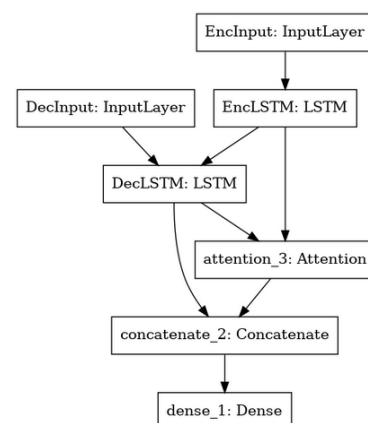 EncInput: InputLayer
DecInput: InputLayer
EncLSTM: LSTM
DecLSTM: LSTM
attention_3: Attention
concatenate_2: Concatenate
dense_1: Dense